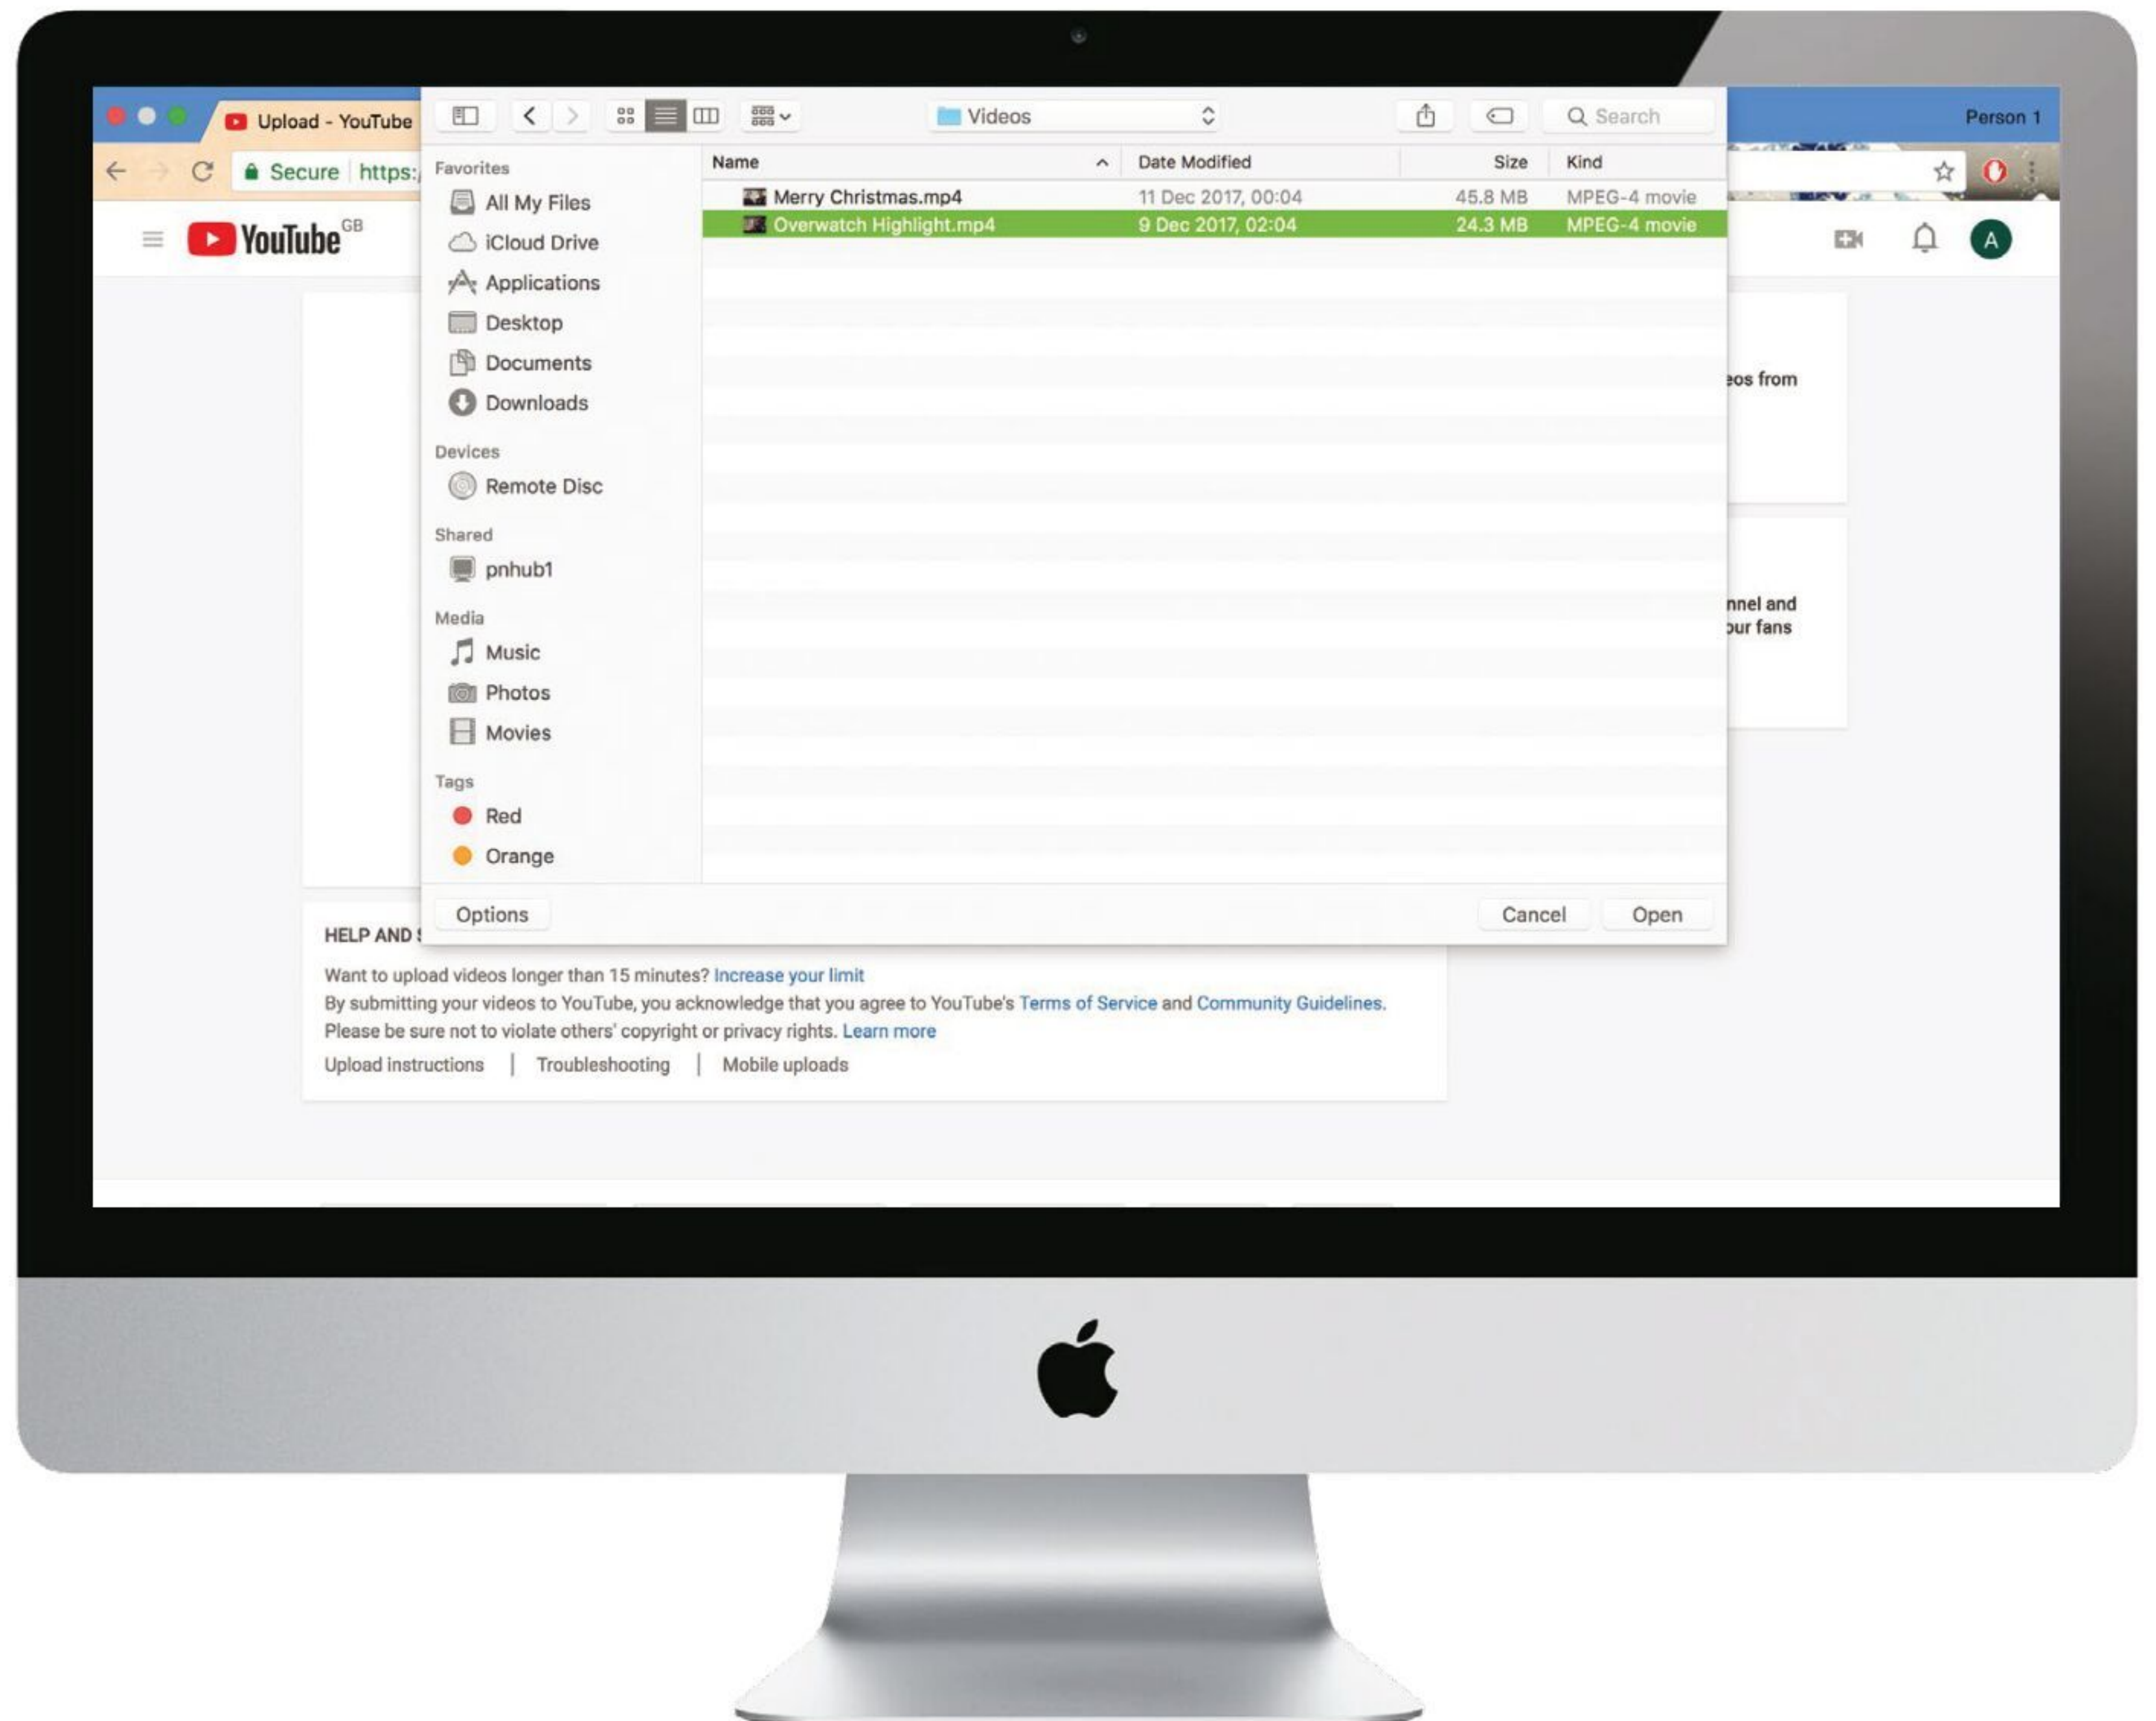 Upload - YouTube
Videos
Search
Person 1
Secure
https:/
Favorites
Name
Date Modified
Size
Kind
All My Files
Merry Christmas.mp4
11 Dec 2017, 00:04
45.8 MB
MPEG-4 movie
Overwatch Highlight.mp4
9 Dec 2017, 02:04
24.3 MB
MPEG-4 movie
YouTube GB
A
iCloud Drive
Applications
Desktop
Documents
Downloads
eos from
Devices
Remote Disc
Shared
pnhub1
nnel and
our fans
Media
Music
Photos
Movies
Tags
Red
Orange
Options
Cancel
Open
HELP AND S
Want to upload videos longer than 15 minutes? Increase your limit
By submitting your videos to YouTube, you acknowledge that you agree to YouTube's Terms of Service and Community Guidelines.
Please be sure not to violate others' copyright or privacy rights. Learn more
Upload instructions | Troubleshooting | Mobile uploads